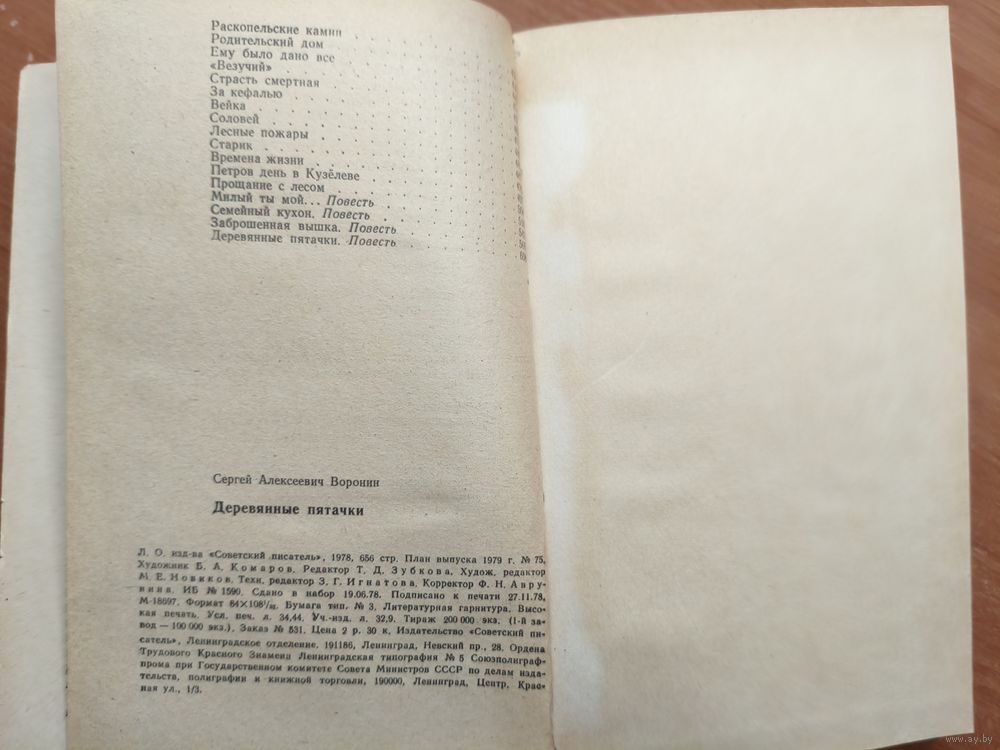 Раскопельские камни . . . . . . . . . .
Родительский дом . . . . . . . . . .
Ему было дано все . . . . . . . . . .
«Везучий» . . . . . . . . . .
Страсть смертная . . . . . . . . . .
За кефалью . . . . . . . . . .
Вейка . . . . . . . . . .
Соловей . . . . . . . . . .
Лесные пожары . . . . . . . . . .
Старик . . . . . . . . . .
Времена жизни . . . . . . . . . .
Петров день в Кузёлеве . . . . . . . . . .
Прощание с лесом . . . . . . . . . .
Милый ты мой... Повесть . . . . . . . . . .
Семейный кухон. Повесть . . . . . . . . . .
Заброшенная вышка. Повесть . . . . . . . . . .
Деревянные пятачки. Повесть . . . . . . . . . .
Сергей Алексеевич Воронин
Деревянные пятачки
Л. О. изд-ва «Советский писатель», 1978, 656 стр. План выпуска 1979 г. № 75.
Художник Б. А. Комаров. Редактор Т. Д. Зубкова. Худож. редактор
М. Е. Новиков. Техн. редактор З. Г. Игнатова. Корректор Ф. Н. Авру-
нина. ИБ № 1590. Сдано в набор 19.06.78. Подписано к печати 27.11.78.
М-18697. Формат 84×108¹/₃₂. Бумага тип. № 3. Литературная гарнитура. Высо-
кая печать. Усл. печ. л. 34,44. Уч.-изд. л. 32,9. Тираж 200 000 экз. (1-й за-
вод — 100 000 экз.). Заказ № 531. Цена 2 р. 30 к. Издательство «Советский пи-
сатель», Ленинградское отделение. 191186, Ленинград, Невский пр., 28. Ордена
Трудового Красного Знамени Ленинградская типография № 5 Союзполиграф-
прома при Государственном комитете Совета Министров СССР по делам изда-
тельств, полиграфии и книжной торговли, 190000, Ленинград, Центр, Крас-
ная ул., 1/3.
www.ay.by